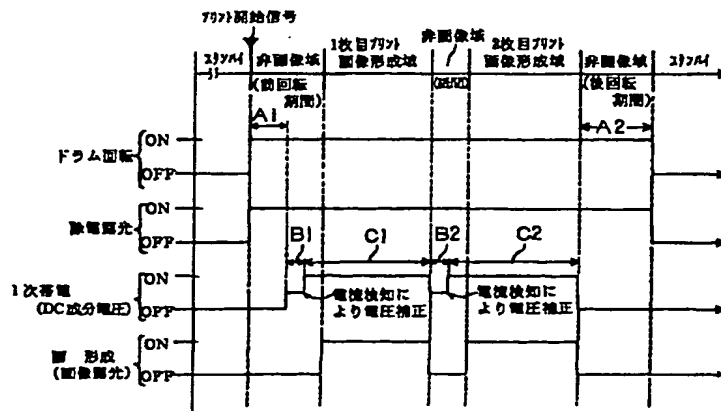 プリント開始信号
スタンバイ
非画像域
(前回転
期間)
1枚目プリント
画像形成域
非画像域
(紙間)
2枚目プリント
画像形成域
非画像域
(後回転
期間)
スタンバイ
A1
A2
ドラム回転
ON
OFF
除電露光
ON
OFF
B1
C1
B2
C2
1次帯電
(DC成分電圧)
ON
OFF
電流検知に
より電圧補正
電流検知に
より電圧補正
画 形成
(画像露光)
ON
OFF